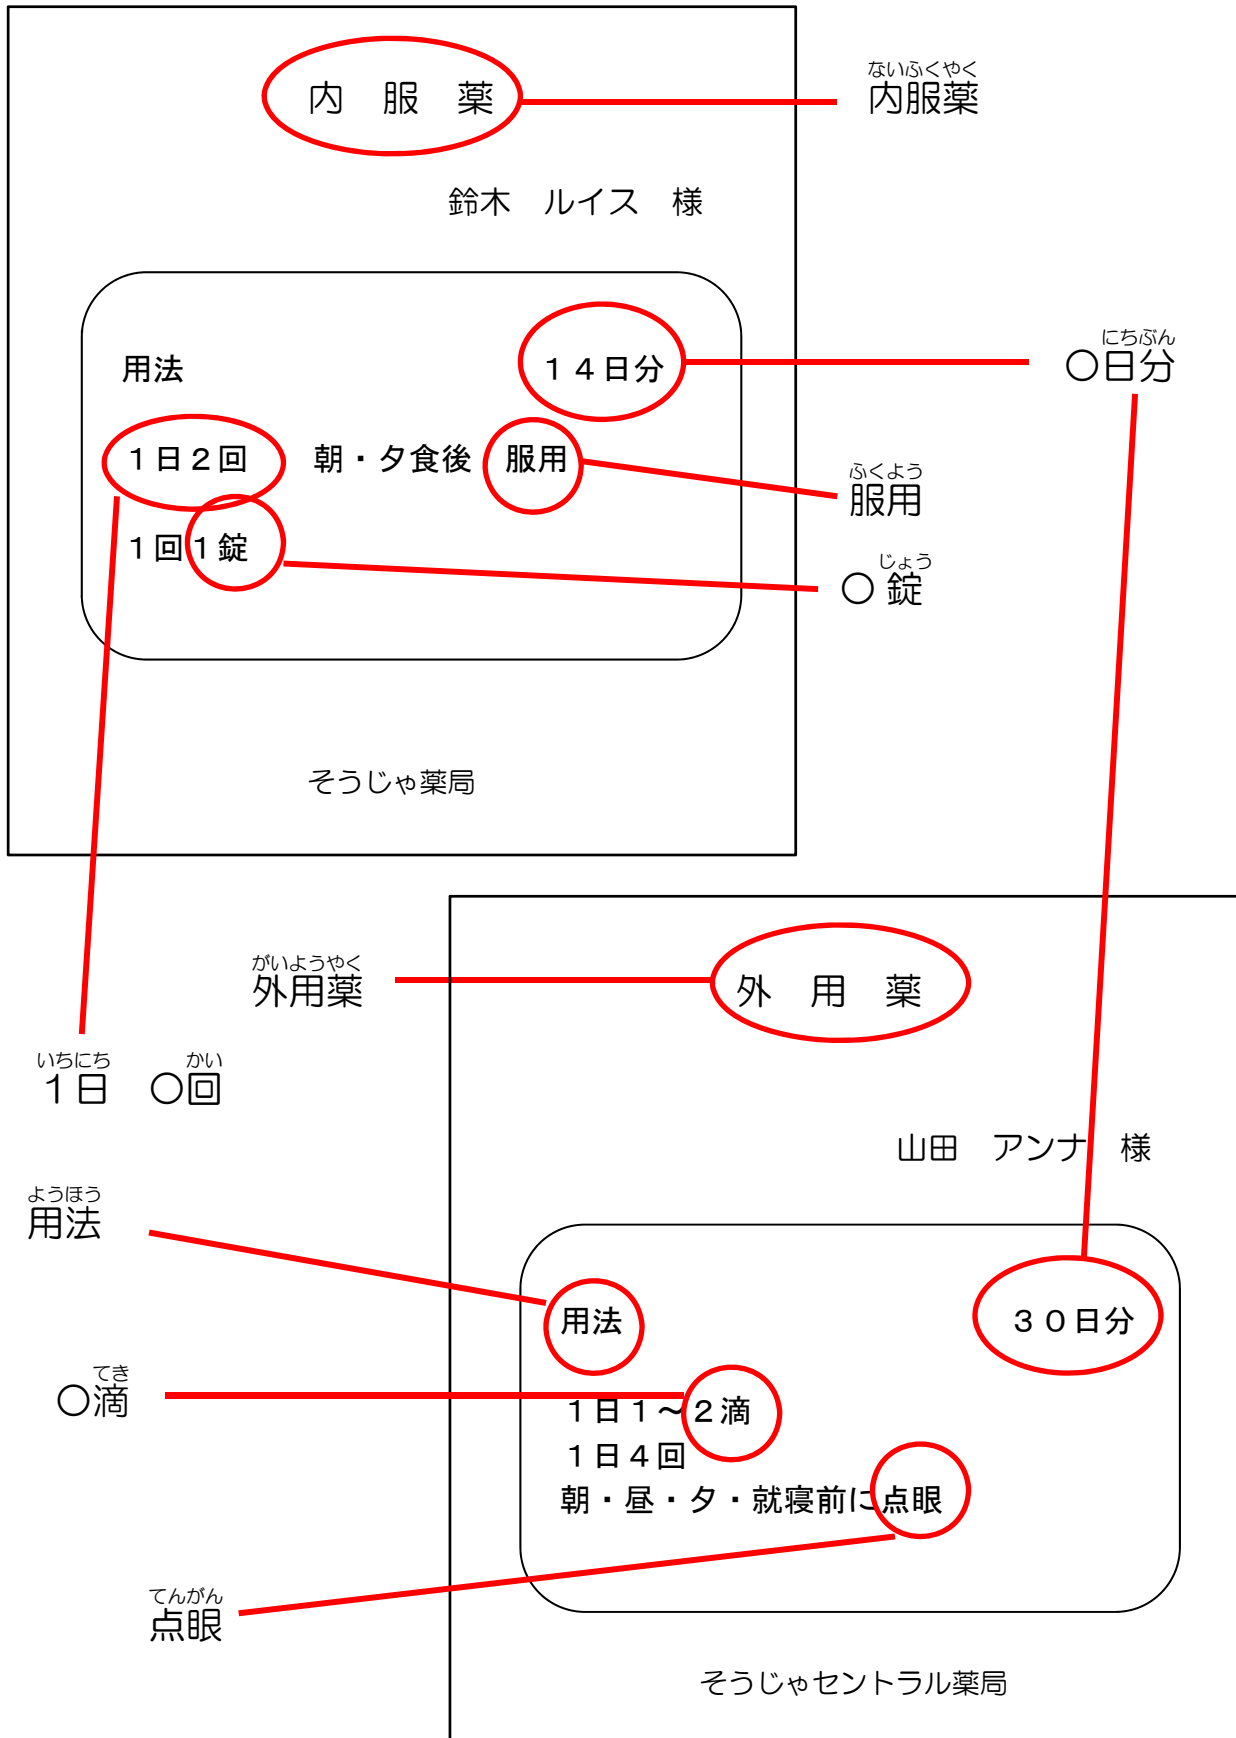 内　服　薬
ないふくやく
内服薬
鈴木　ルイス　様
用法
１４日分
にちぶん
〇日分
１日２回　朝・夕食後　服用
ふくよう
服用
１回１錠
じょう
〇錠
そうじゃ薬局
がいようやく
外用薬
外　用　薬
いちにち　かい
１日　〇回
山田　アンナ　様
ようほう
用法
用法
３０日分
てき
〇滴
１日１～２滴
１日４回
朝・昼・夕・就寝前に点眼
てんがん
点眼
そうじゃセントラル薬局